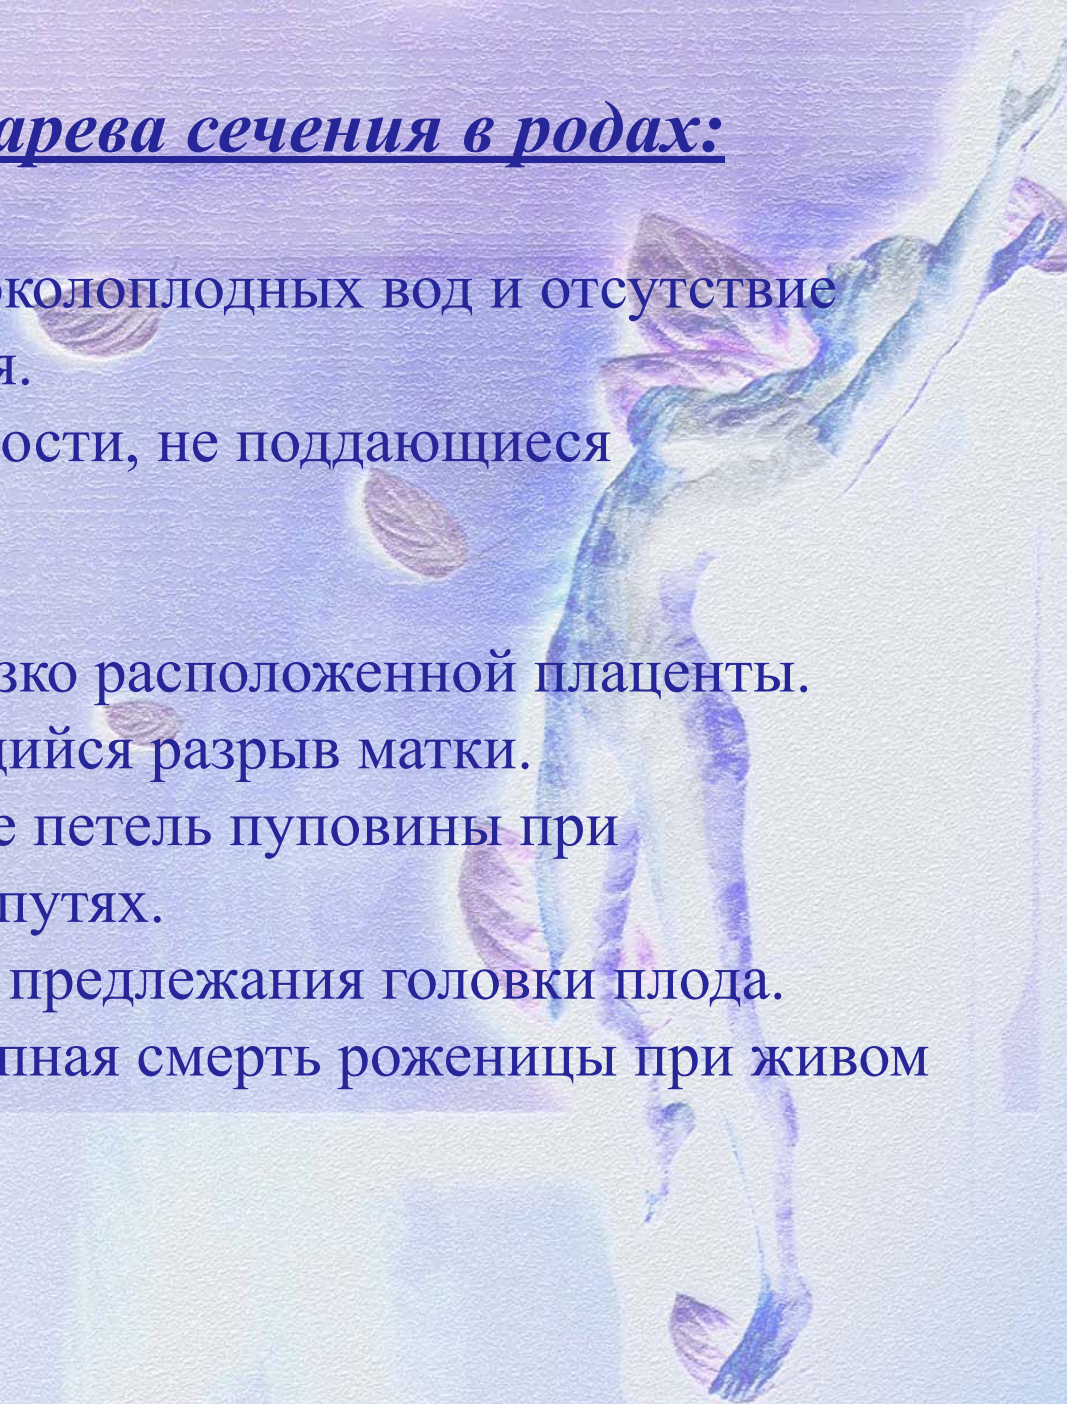 арева сечения в родах:
околоплодных вод и отсутствие
я.
ости, не поддающиеся
зко расположенной плаценты.
щийся разрыв матки.
е петель пуповины при
путях.
предлежания головки плода.
пная смерть роженицы при живом